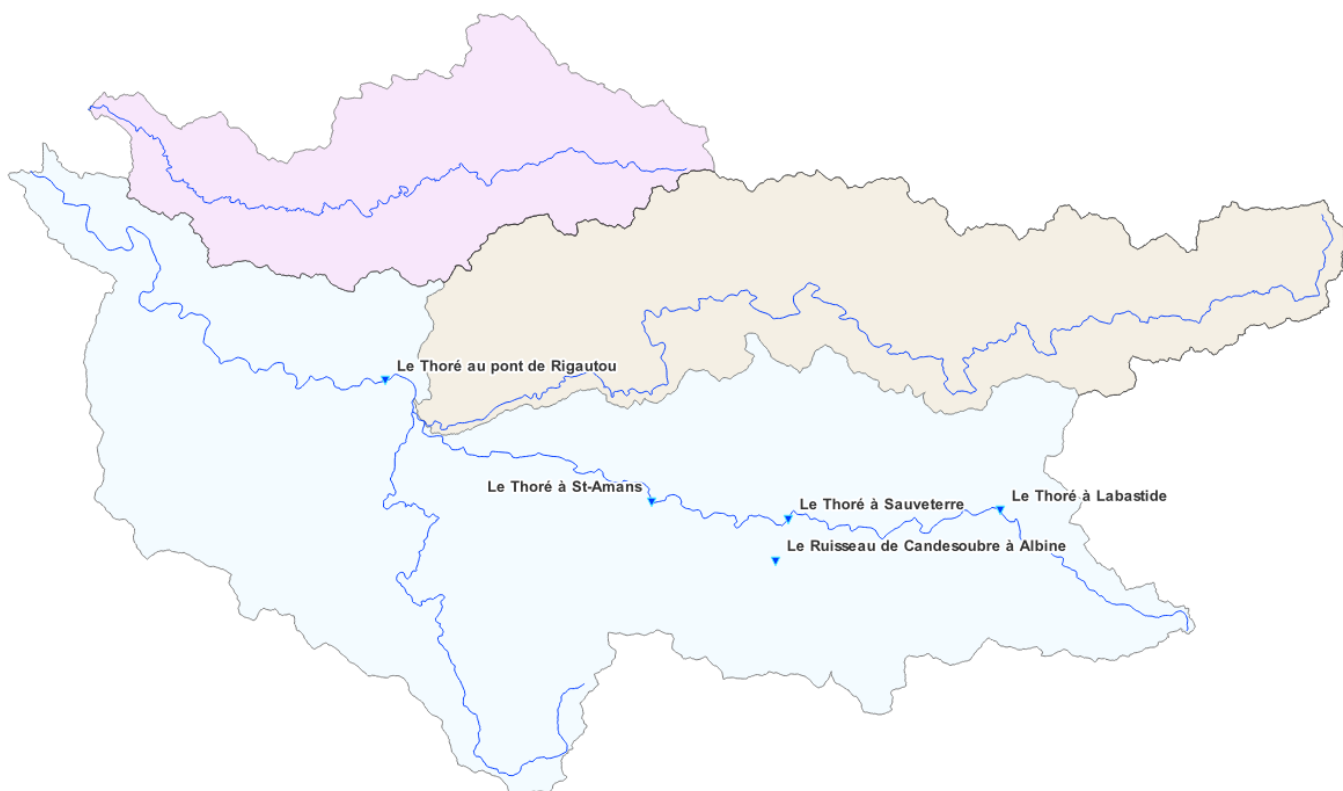 Le Thoré au pont de Rigautou
Le Thoré à St-Amans
Le Thoré à Sauveterre
Le Thoré à Labastide
Le Ruisseau de Candesoubre à Albine